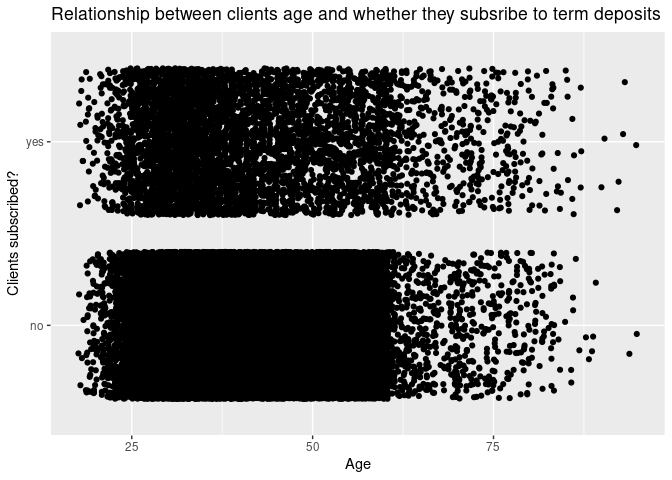 Relationship between clients age and whether they subsribe to term deposits
Clients subscribed?
yes
no
25 50 75
Age